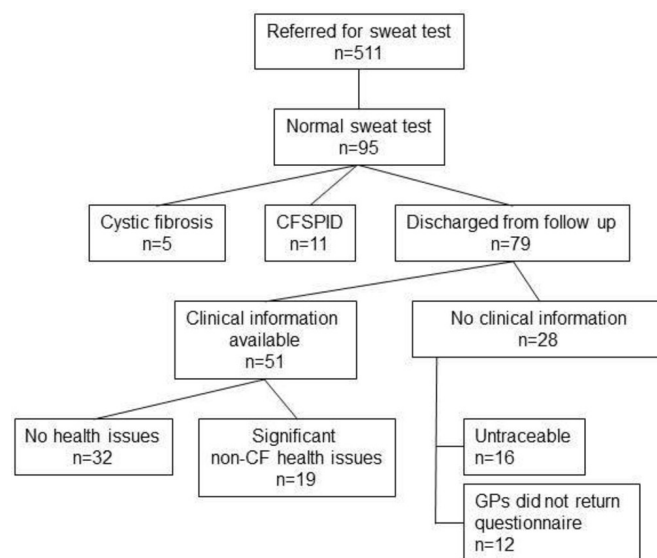 Referred for sweat test
n=511
Normal sweat test
n=95
Cystic fibrosis
n=5
CFSPID
n=11
Discharged from follow up
n=79
Clinical information
available
n=51
No clinical information
n=28
No health issues
n=32
Significant
non-CF health issues
n=19
Untraceable
n=16
GPs did not return
questionnaire
n=12